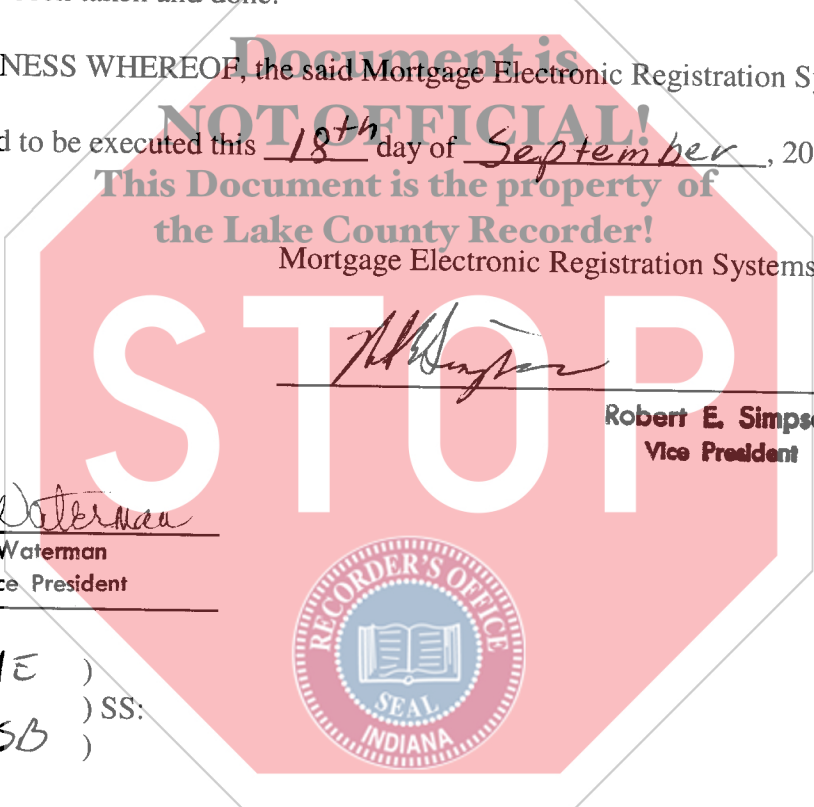 Document is
NESS WHEREOF, the said Mortgage Electronic Registration Sy
NOT OFFICIAL!
d to be executed this 18th day of September, 20
This Document is the property of
the Lake County Recorder!
Mortgage Electronic Registration Systems
STOP
Robert E. Simpso
Vice President
Waterman
Waterman
ce President
RECORDER'S OFFICE
SEAL
INDIANA
E )
) SS:
SB )